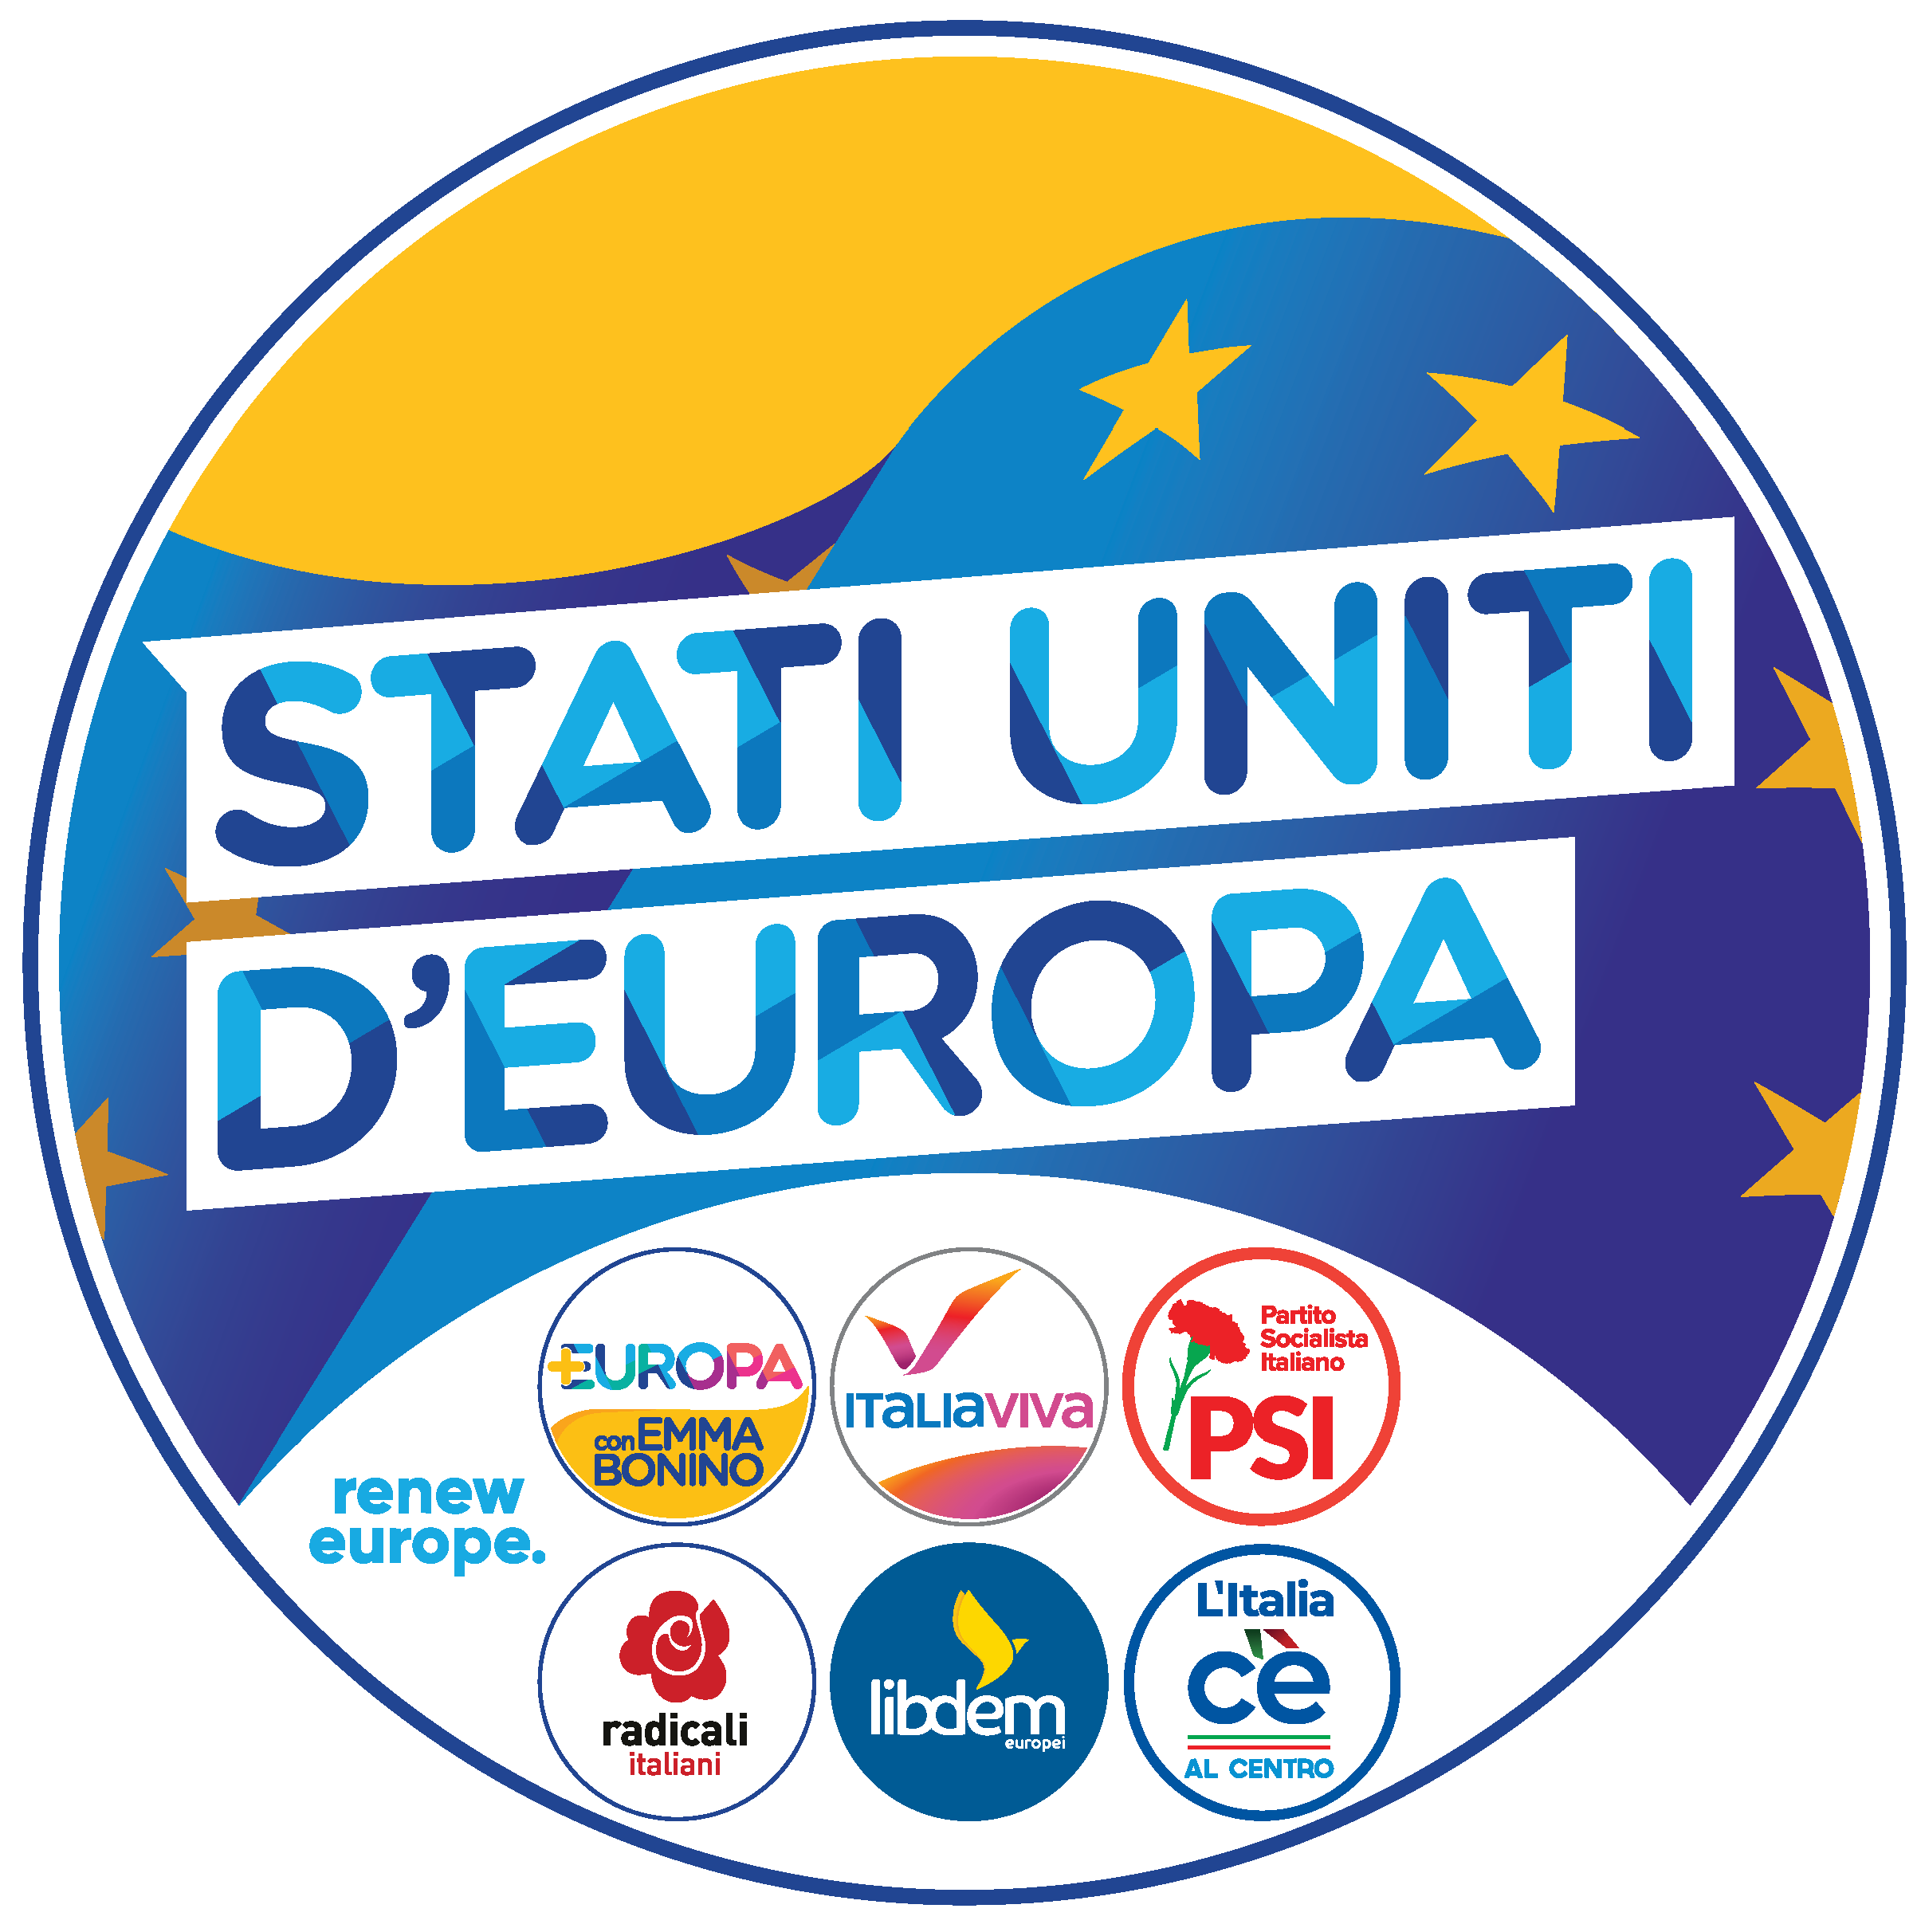 STATI UNITI
D'EUROPA
renew
europe.
+EUROPA
con EMMA
BONINO
ITALIAVIVA
Partito
Socialista
Italiano
PSI
radicali
italiani
libdem
europei
L'Italia
c'è
AL CENTRO